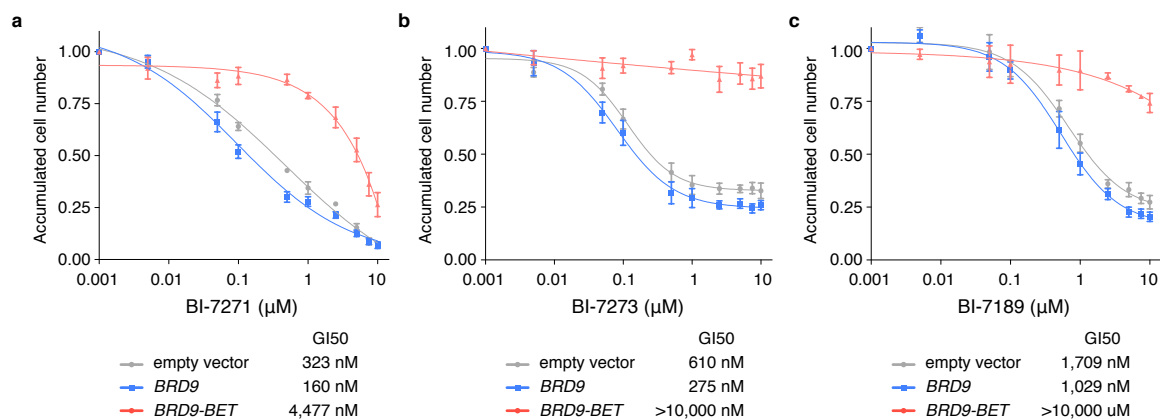 a
Accumulated cell number
1.00
0.75
0.50
0.25
0.00
0.001 0.01 0.1 1 10
BI-7271 (µM)
GI50
empty vector 323 nM
BRD9 160 nM
BRD9-BET 4,477 nM
b
Accumulated cell number
1.00
0.75
0.50
0.25
0.00
0.001 0.01 0.1 1 10
BI-7273 (µM)
GI50
empty vector 610 nM
BRD9 275 nM
BRD9-BET >10,000 nM
c
Accumulated cell number
1.00
0.75
0.50
0.25
0.00
0.001 0.01 0.1 1 10
BI-7189 (µM)
GI50
empty vector 1,709 nM
BRD9 1,029 nM
BRD9-BET >10,000 uM